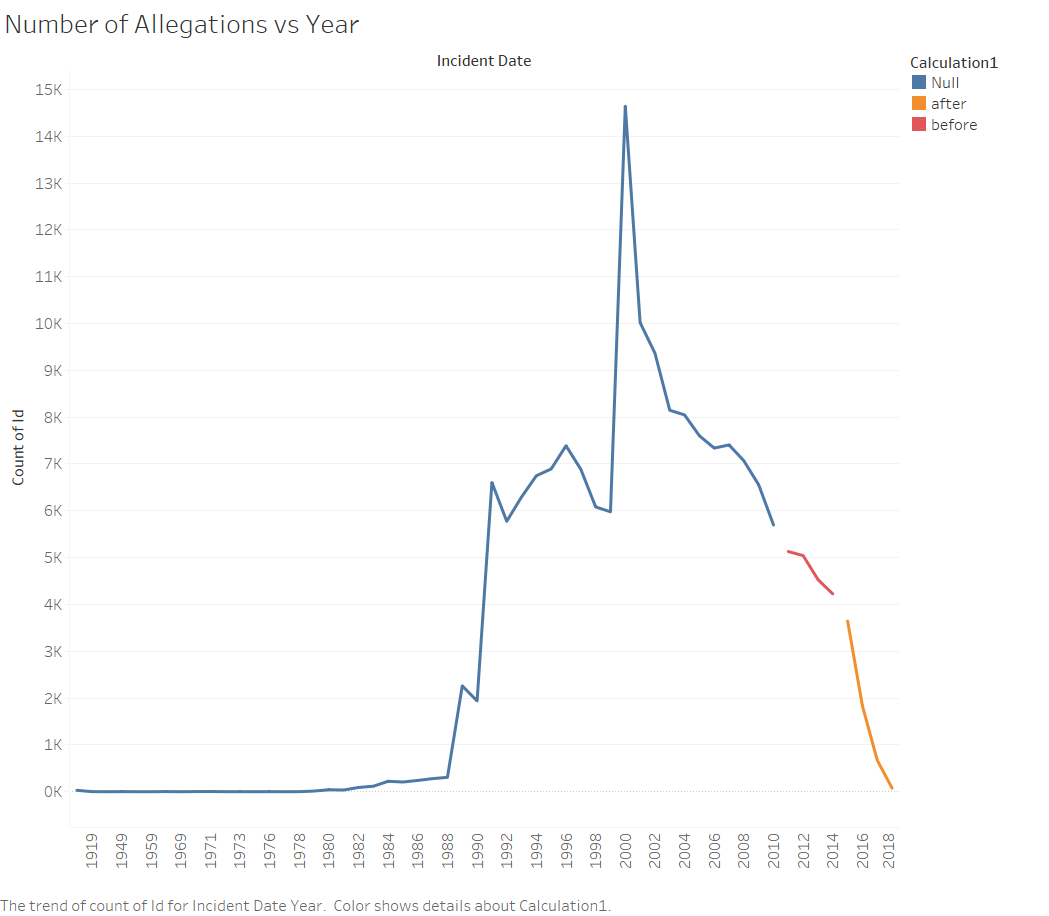 Number of Allegations vs Year
Incident Date
Calculation1
Null
after
before
Count of Id
15K
14K
13K
12K
11K
10K
9K
8K
7K
6K
5K
4K
3K
2K
1K
0K
1919
1949
1959
1969
1971
1973
1976
1978
1980
1982
1984
1986
1988
1990
1992
1994
1996
1998
2000
2002
2004
2006
2008
2010
2012
2014
2016
2018
The trend of count of Id for Incident Date Year. Color shows details about Calculation1.